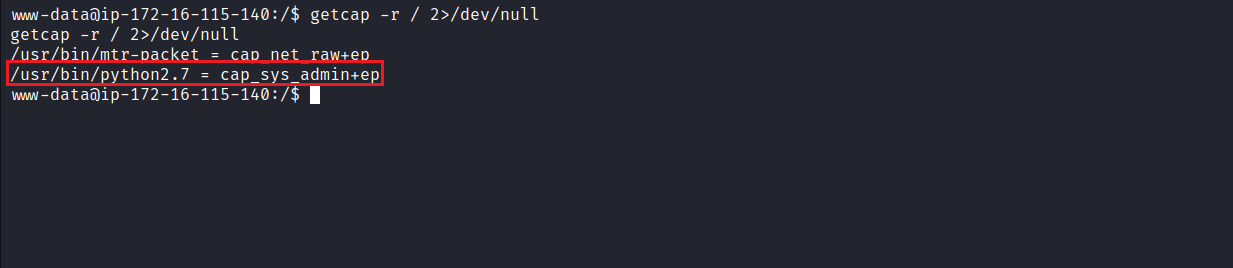 www-data@ip-172-16-115-140:/$ getcap -r / 2>/dev/null
getcap -r / 2>/dev/null
/usr/bin/mtr-packet = cap_net_raw+ep
/usr/bin/python2.7 = cap_sys_admin+ep
www-data@ip-172-16-115-140:/$